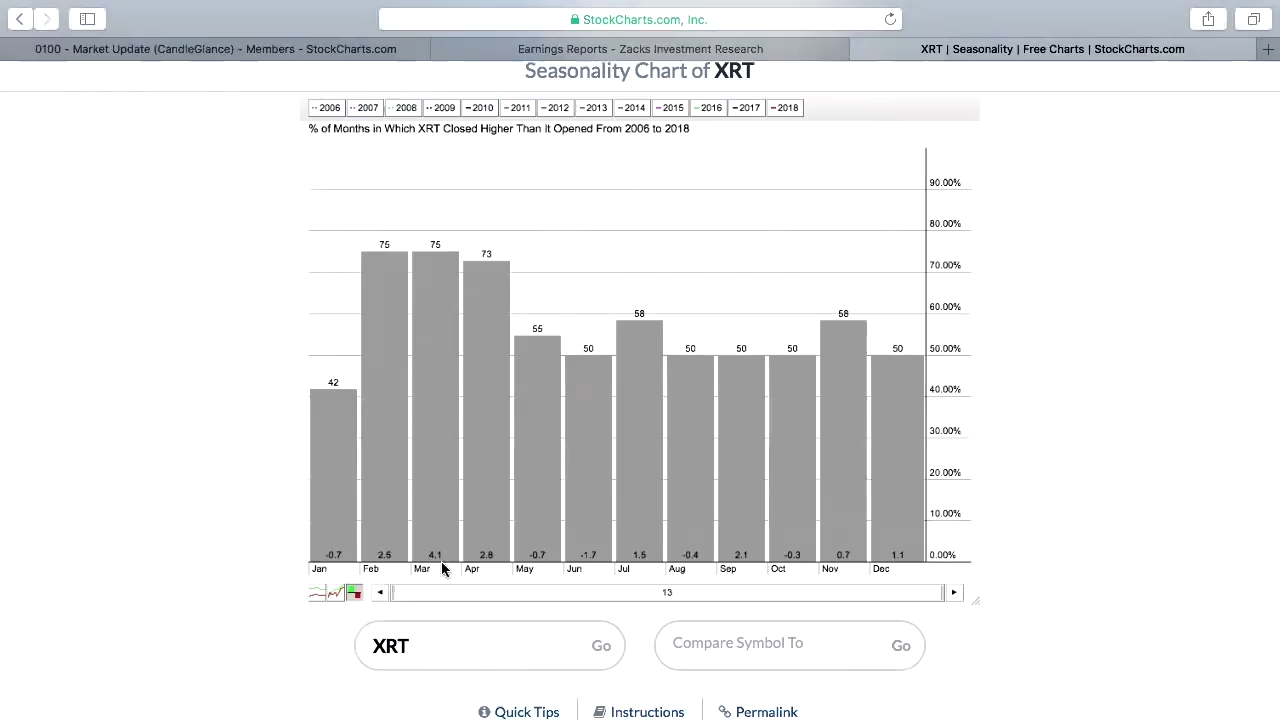 StockCharts.com, Inc.
0100 - Market Update (CandleGlance) - Members - StockCharts.com
Earnings Reports - Zacks Investment Research
XRT | Seasonality | Free Charts | StockCharts.com
Seasonality Chart of XRT
2006 2007 2008 2009 2010 2011 2012 2013 2014 2015 2016 2017 2018
% of Months in Which XRT Closed Higher Than It Opened From 2006 to 2018
90.00%
80.00%
75 75 73
70.00%
60.00%
58 58
55
50 50 50 50 50
50.00%
42
40.00%
30.00%
20.00%
10.00%
-0.7 2.5 4.1 2.8 -0.7 -1.7 1.5 -0.4 2.1 -0.3 0.7 1.1 0.00%
Jan Feb Mar Apr May Jun Jul Aug Sep Oct Nov Dec
13
XRT Go
Compare Symbol To Go
Quick Tips Instructions Permalink